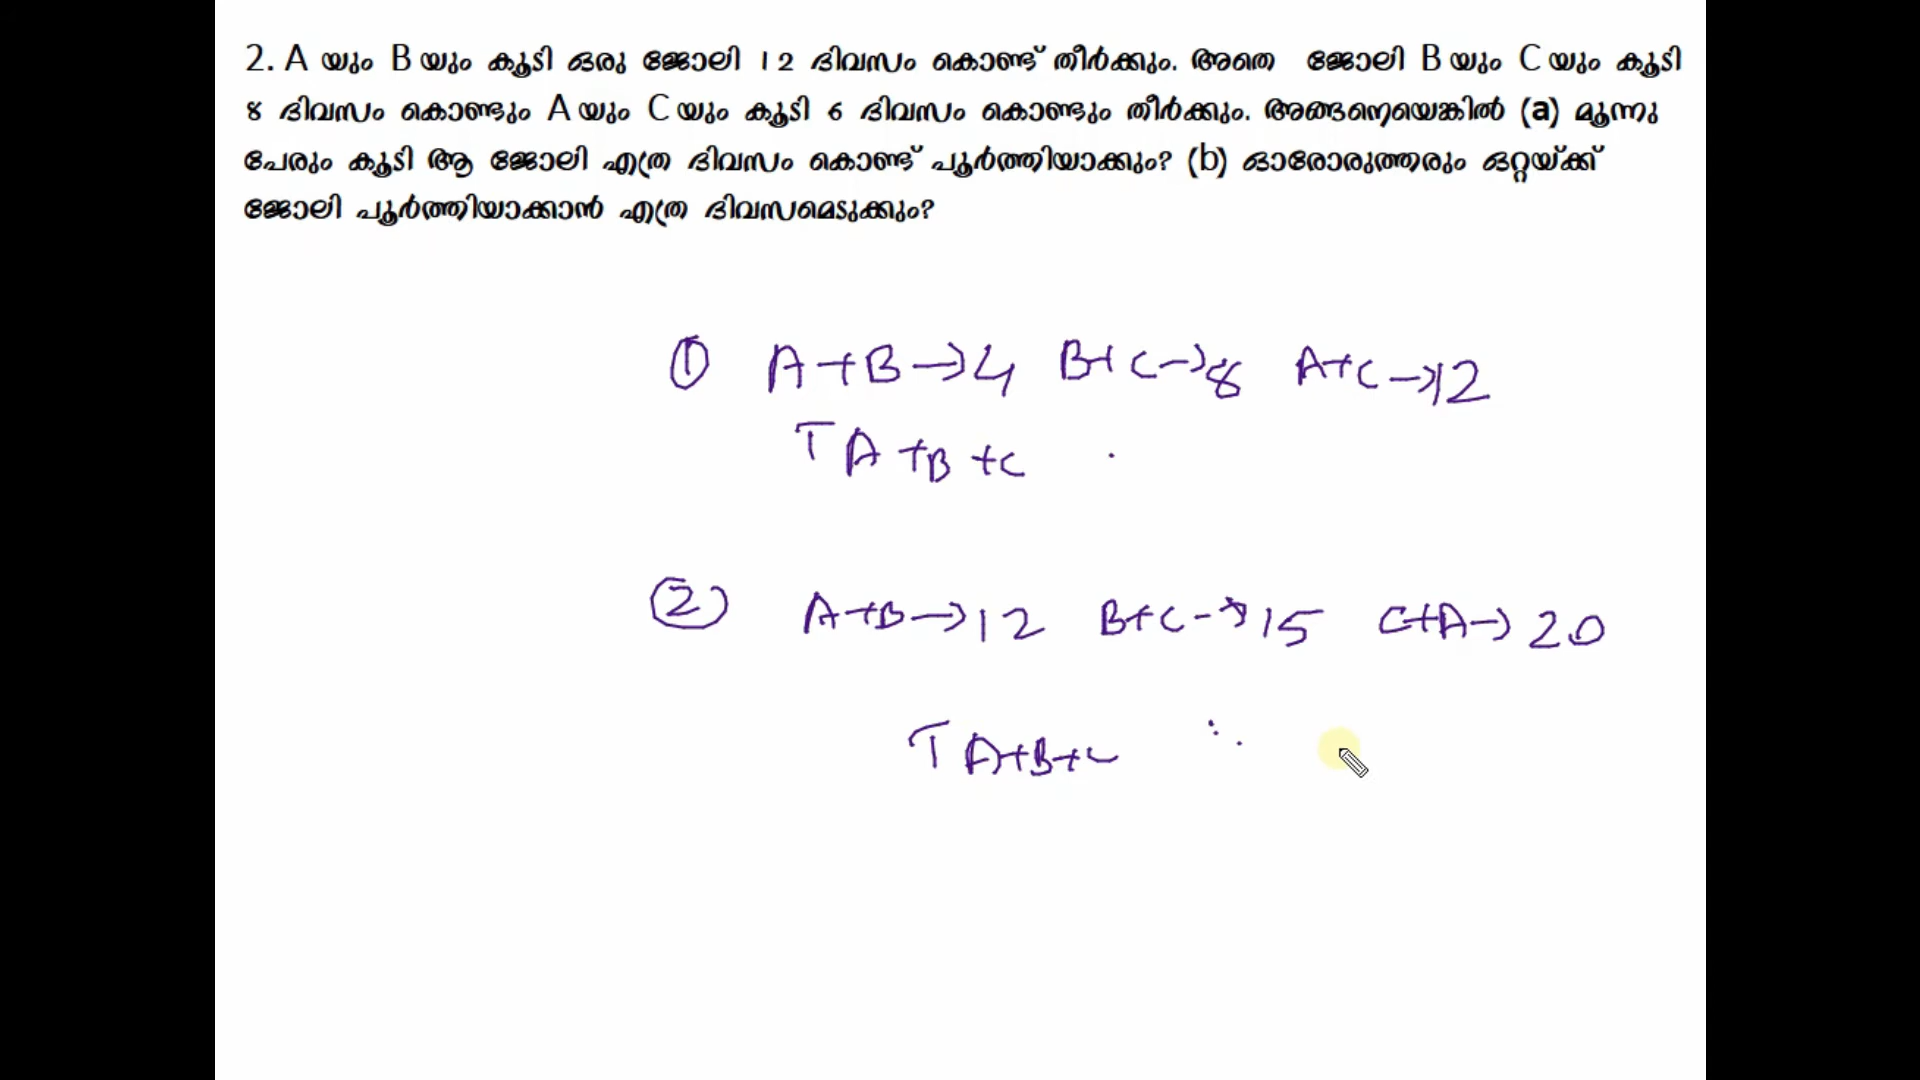 2. A യും B യും കൂടി ഒരു ജോലി 12 ദിവസം കൊണ്ട് തീർക്കും. അതെ ജോലി B യും C യും കൂടി
8 ദിവസം കൊണ്ടും A യും C യും കൂടി 6 ദിവസം കൊണ്ടും തീർക്കും. അങ്ങനെയെങ്കിൽ (a) മൂന്നു
പേരും കൂടി ആ ജോലി എത്ര ദിവസം കൊണ്ട് പൂർത്തിയാക്കും? (b) ഓരോരുത്തരും ഒറ്റയ്ക്ക്
ജോലി പൂർത്തിയാക്കാൻ എത്ര ദിവസമെടുക്കും?
① A+B→4 B+C→8 A+C→12
T A+B+C
② A+B→12 B+C→15 C+A→20
T A+B+C